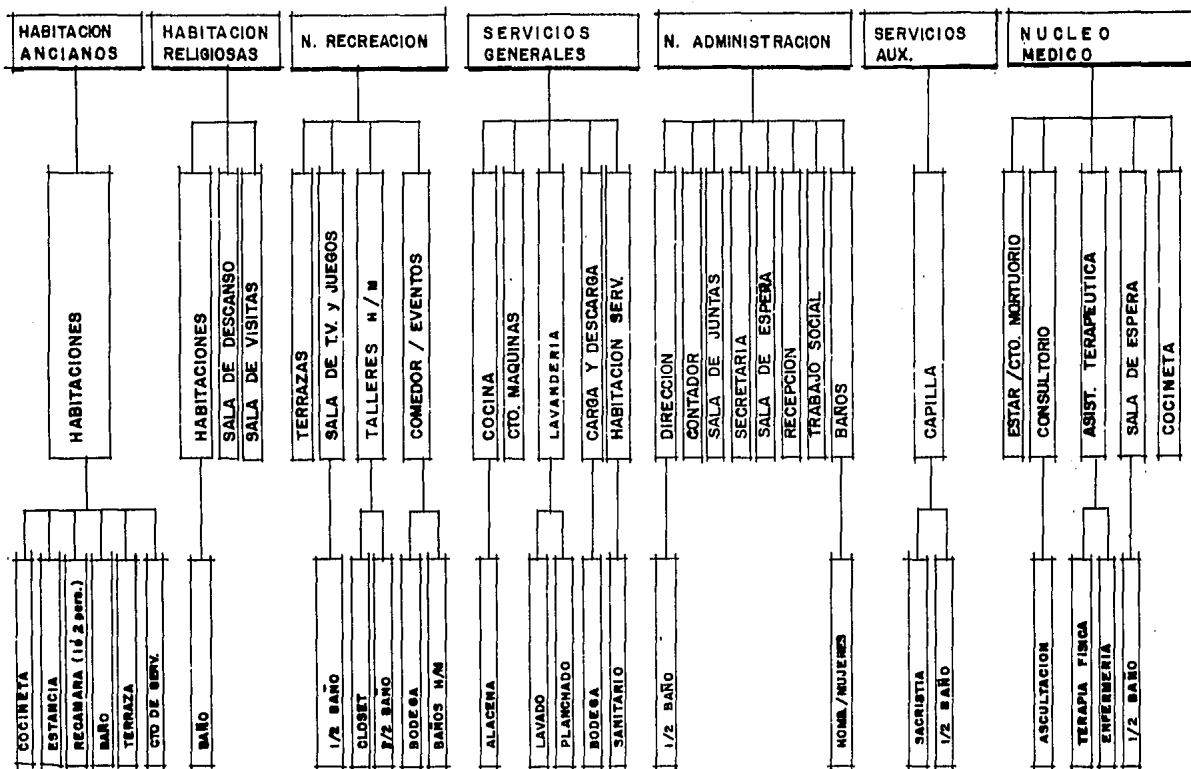 HABITACION
ANCIANOS
HABITACION
RELIGIOSAS
N. RECREACION
SERVICIOS
GENERALES
N. ADMINISTRACION
SERVICIOS
AUX.
NUCLEO
MEDICO
HABITACIONES
HABITACIONES
SALA DE DESCANSO
SALA DE VISITAS
TERRAZAS
SALA DE T.V. y JUEGOS
TALLERES H/M
COMEDOR / EVENTOS
COCINA
CTO. MAQUINAS
LAVANDERIA
CARGA Y DESCARGA
HABITACION SERV.
DIRECCION
CONTADOR
SALA DE JUNTAS
SECRETARIA
SALA DE ESPERA
RECEPCION
TRABAJO SOCIAL
BAÑOS
CAPILLA
ESTAR /CTO. MORTUORIO
CONSULTORIO
ASIST. TERAPEUTICA
SALA DE ESPERA
COCINETA
COCINETA
ESTANCIA
RECAMARA (1 ó 2 pers.)
BAÑO
TERRAZA
CTO DE SERV.
BAÑO
1/2 BAÑO
CLOSET
1/2 BAÑO
BODEGA
BAÑOS H/M
ALACENA
LAVADO
PLANCHADO
BODEGA
SANITARIO
1/2 BAÑO
HOMB./MUJERES
SACRISTIA
1/2 BAÑO
ASCULTACION
TERAPIA FISICA
ENFERMERIA
1/2 BAÑO